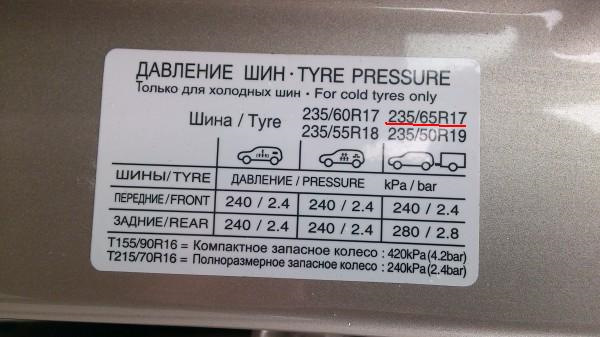 ДАВЛЕНИЕ ШИН · TYRE PRESSURE
Только для холодных шин · For cold tyres only
Шина / Tyre 235/60R17 235/65R17
235/55R18 235/50R19
ШИНЫ/TYRE ДАВЛЕНИЕ / PRESSURE kPa / bar
ПЕРЕДНИЕ/FRONT 240 / 2.4 240 / 2.4 240 / 2.4
ЗАДНИЕ/REAR 240 / 2.4 240 / 2.4 280 / 2.8
T155/90R16 = Компактное запасное колесо : 420kPa(4.2bar)
T215/70R16 = Полноразмерное запасное колесо : 240kPa(2.4bar)